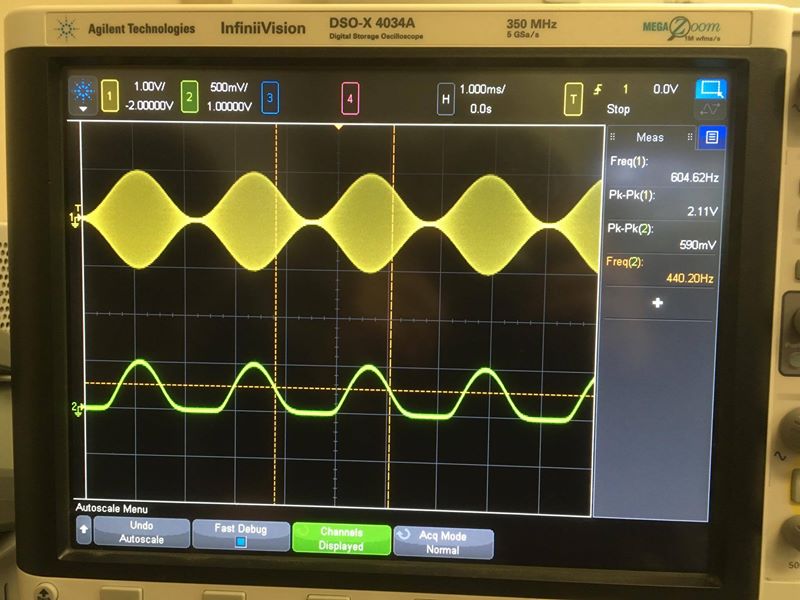 Agilent Technologies InfiniiVision DSO-X 4034A 350 MHz MEGA Zoom
Digital Storage Oscilloscope 5 GSa/s 1M wfms/s
1 1.00V/ 2 500mV/ 3 4 H 1.000ms/ T 1 0.0V
-2.00000V 1.00000V 0.0s Stop
Meas
Freq(1):
604.62Hz
Pk-Pk(1):
2.11V
Pk-Pk(2):
590mV
Freq(2):
440.20Hz
T
1
2
Autoscale Menu
Undo Autoscale
Fast Debug
Channels Displayed
Acq Mode
Normal